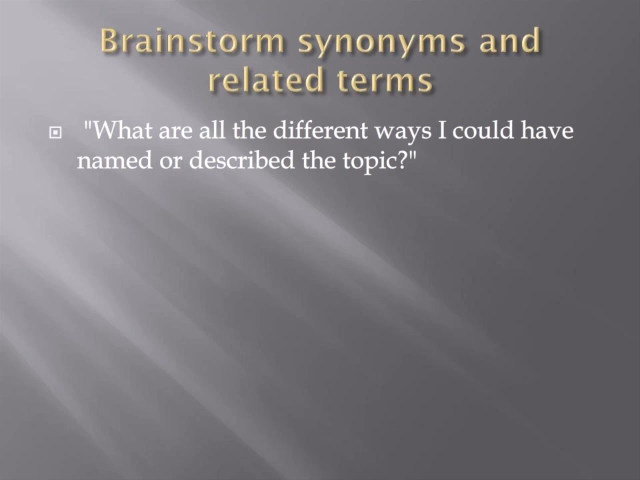 Brainstorm synonyms and
related terms
"What are all the different ways I could have
named or described the topic?"